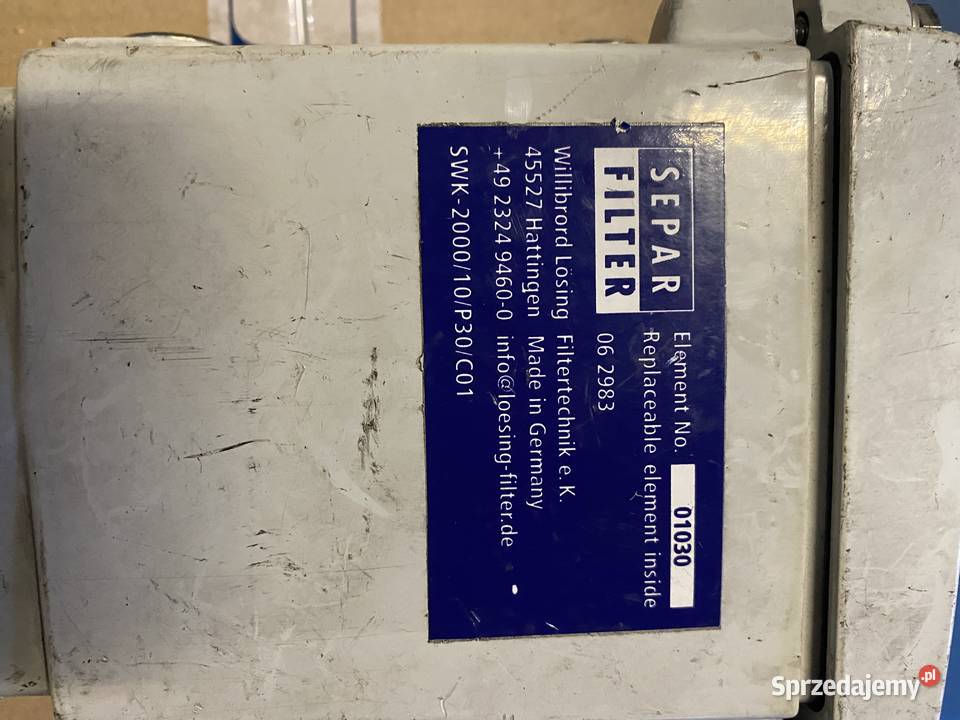 SEPAR
FILTER
Element No. 01030
Replaceable element inside
06 2983
Willibrord Lösing Filtertechnik e. K.
45527 Hattingen Made in Germany
+49 2324 9460-0 info@loesing-filter.de
SWK-2000/10/P30/C01
Sprzedajemy.pl